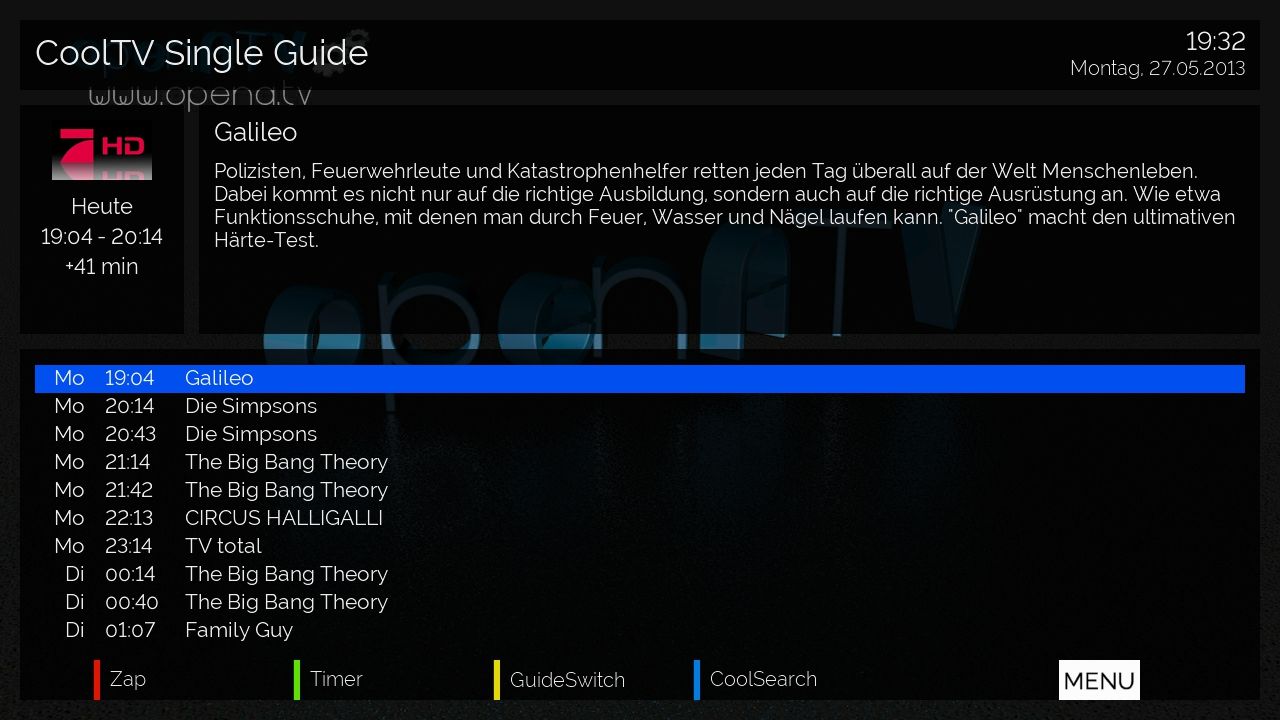 CoolTV Single Guide
19:32
Montag, 27.05.2013
www.opena.tv
HD
Galileo
Polizisten, Feuerwehrleute und Katastrophenhelfer retten jeden Tag überall auf der Welt Menschenleben.
Dabei kommt es nicht nur auf die richtige Ausbildung, sondern auch auf die richtige Ausrüstung an. Wie etwa
Funktionsschuhe, mit denen man durch Feuer, Wasser und Nägel laufen kann. "Galileo" macht den ultimativen
Härte-Test.
Heute
19:04 - 20:14
+41 min
openATV
Mo 19:04 Galileo
Mo 20:14 Die Simpsons
Mo 20:43 Die Simpsons
Mo 21:14 The Big Bang Theory
Mo 21:42 The Big Bang Theory
Mo 22:13 CIRCUS HALLIGALLI
Mo 23:14 TV total
Di 00:14 The Big Bang Theory
Di 00:40 The Big Bang Theory
Di 01:07 Family Guy
Zap Timer GuideSwitch CoolSearch MENU